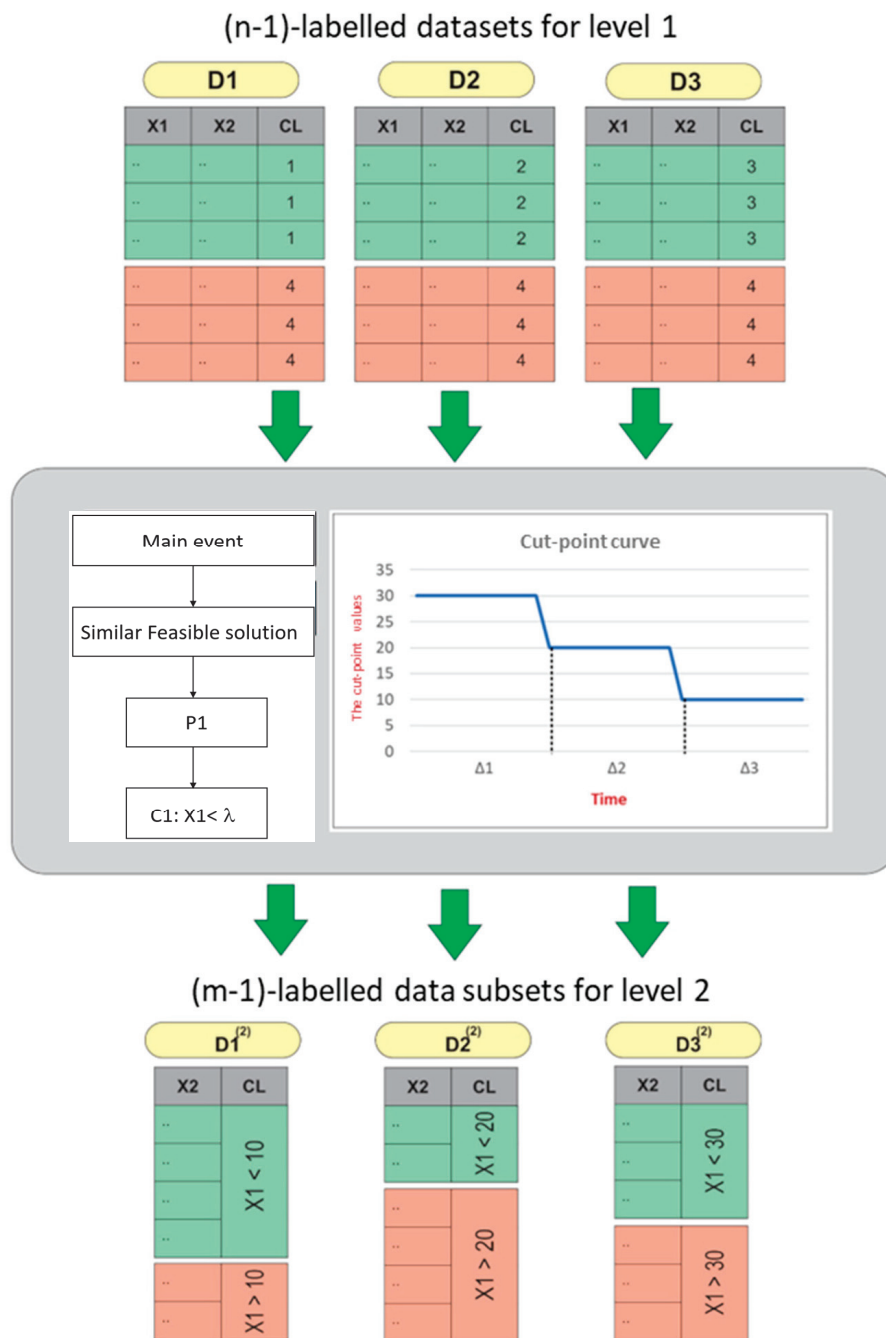 (n-1)-labelled datasets for level 1
D1 D2 D3
X1 X2 CL X1 X2 CL X1 X2 CL
.. .. 1 .. .. 2 .. .. 3
.. .. 1 .. .. 2 .. .. 3
.. .. 1 .. .. 2 .. .. 3
.. .. 4 .. .. 4 .. .. 4
.. .. 4 .. .. 4 .. .. 4
.. .. 4 .. .. 4 .. .. 4
Main event
Similar Feasible solution
P1
C1: X1< λ
Cut-point curve
The cut-point values
35
30
25
20
15
10
5
0
Δ1 Δ2 Δ3
Time
(m-1)-labelled data subsets for level 2
D1(2) D2(2) D3(2)
X2 CL X2 CL X2 CL
.. .. ..
.. .. ..
.. ..
..
X1 < 10 X1 < 20 X1 < 30
.. .. ..
.. .. ..
.. ..
..
X1 > 10 X1 > 20 X1 > 30